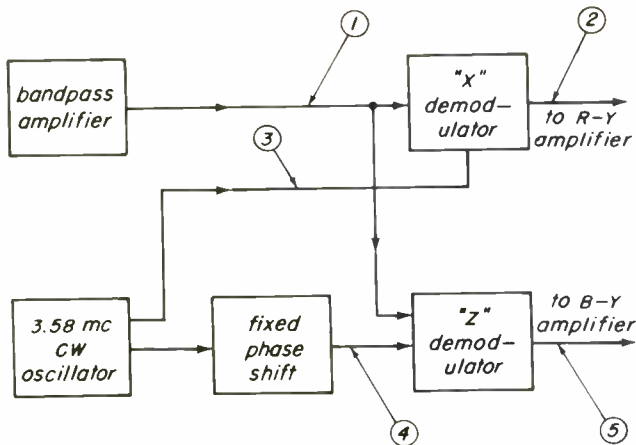 1
2
bandpass
amplifier
"X"
demod-
ulator
to R-Y
amplifier
3
3.58 mc
CW
oscillator
fixed
phase
shift
"Z"
demod-
ulator
to B-Y
amplifier
4
5